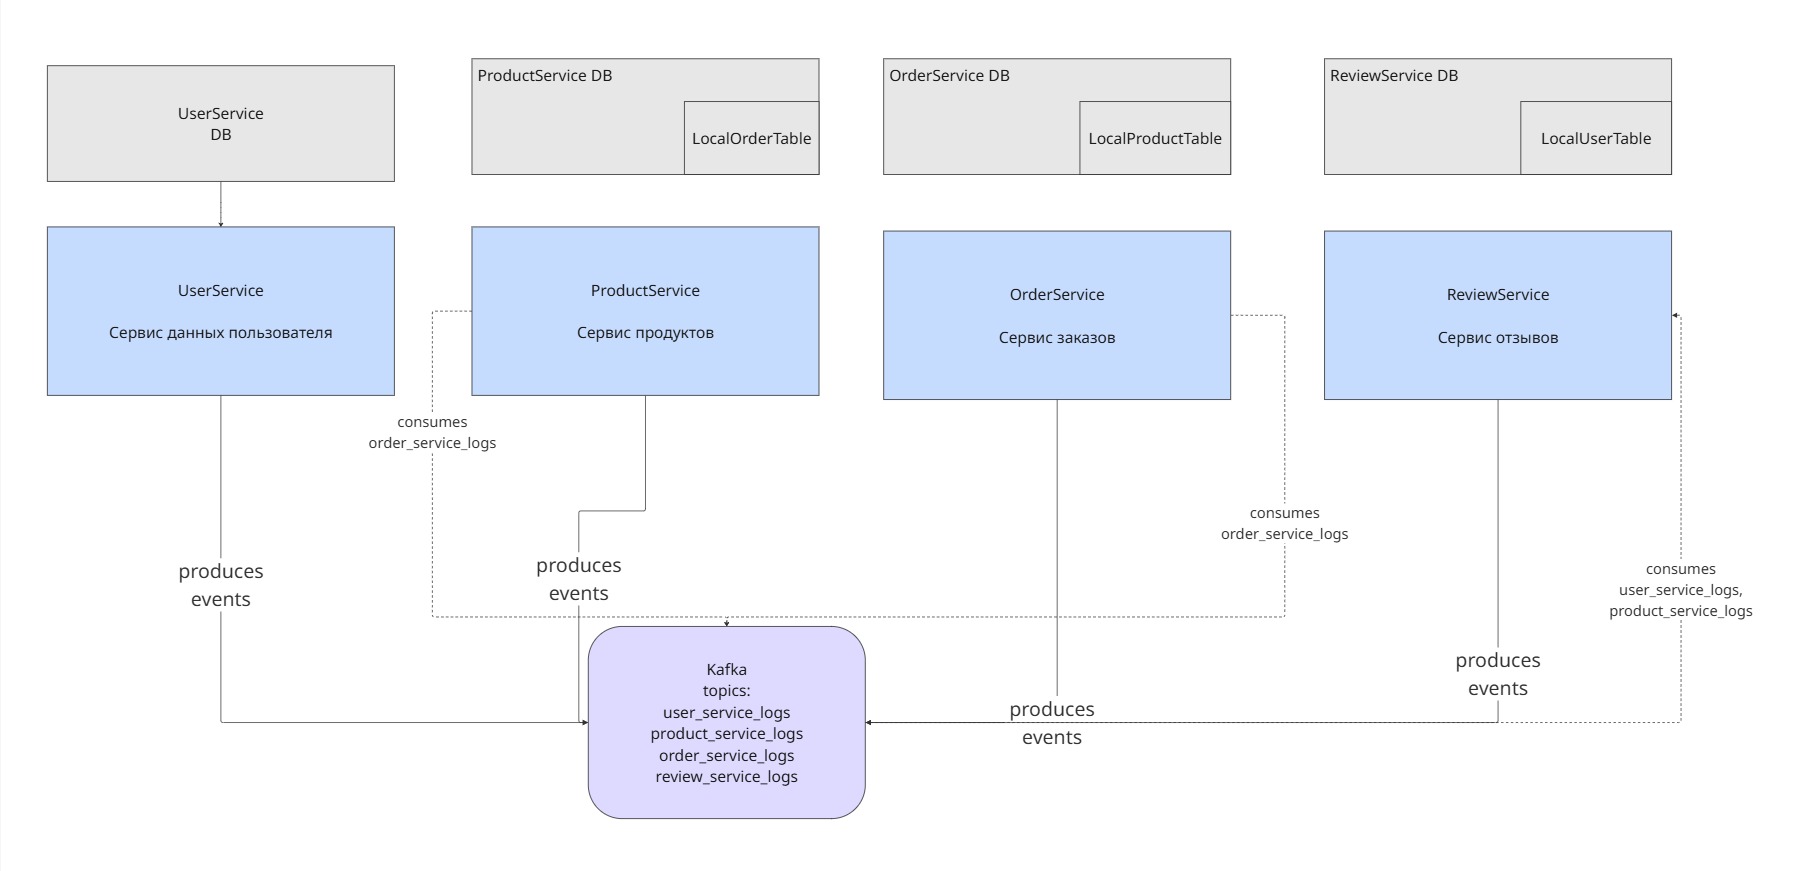 UserService
DB
ProductService DB
LocalOrderTable
OrderService DB
LocalProductTable
ReviewService DB
LocalUserTable
UserService
Сервис данных пользователя
ProductService
Сервис продуктов
OrderService
Сервис заказов
ReviewService
Сервис отзывов
consumes
order_service_logs
consumes
order_service_logs
produces
events
produces
events
consumes
user_service_logs,
product_service_logs
produces
events
produces
events
Kafka
topics:
user_service_logs
product_service_logs
order_service_logs
review_service_logs